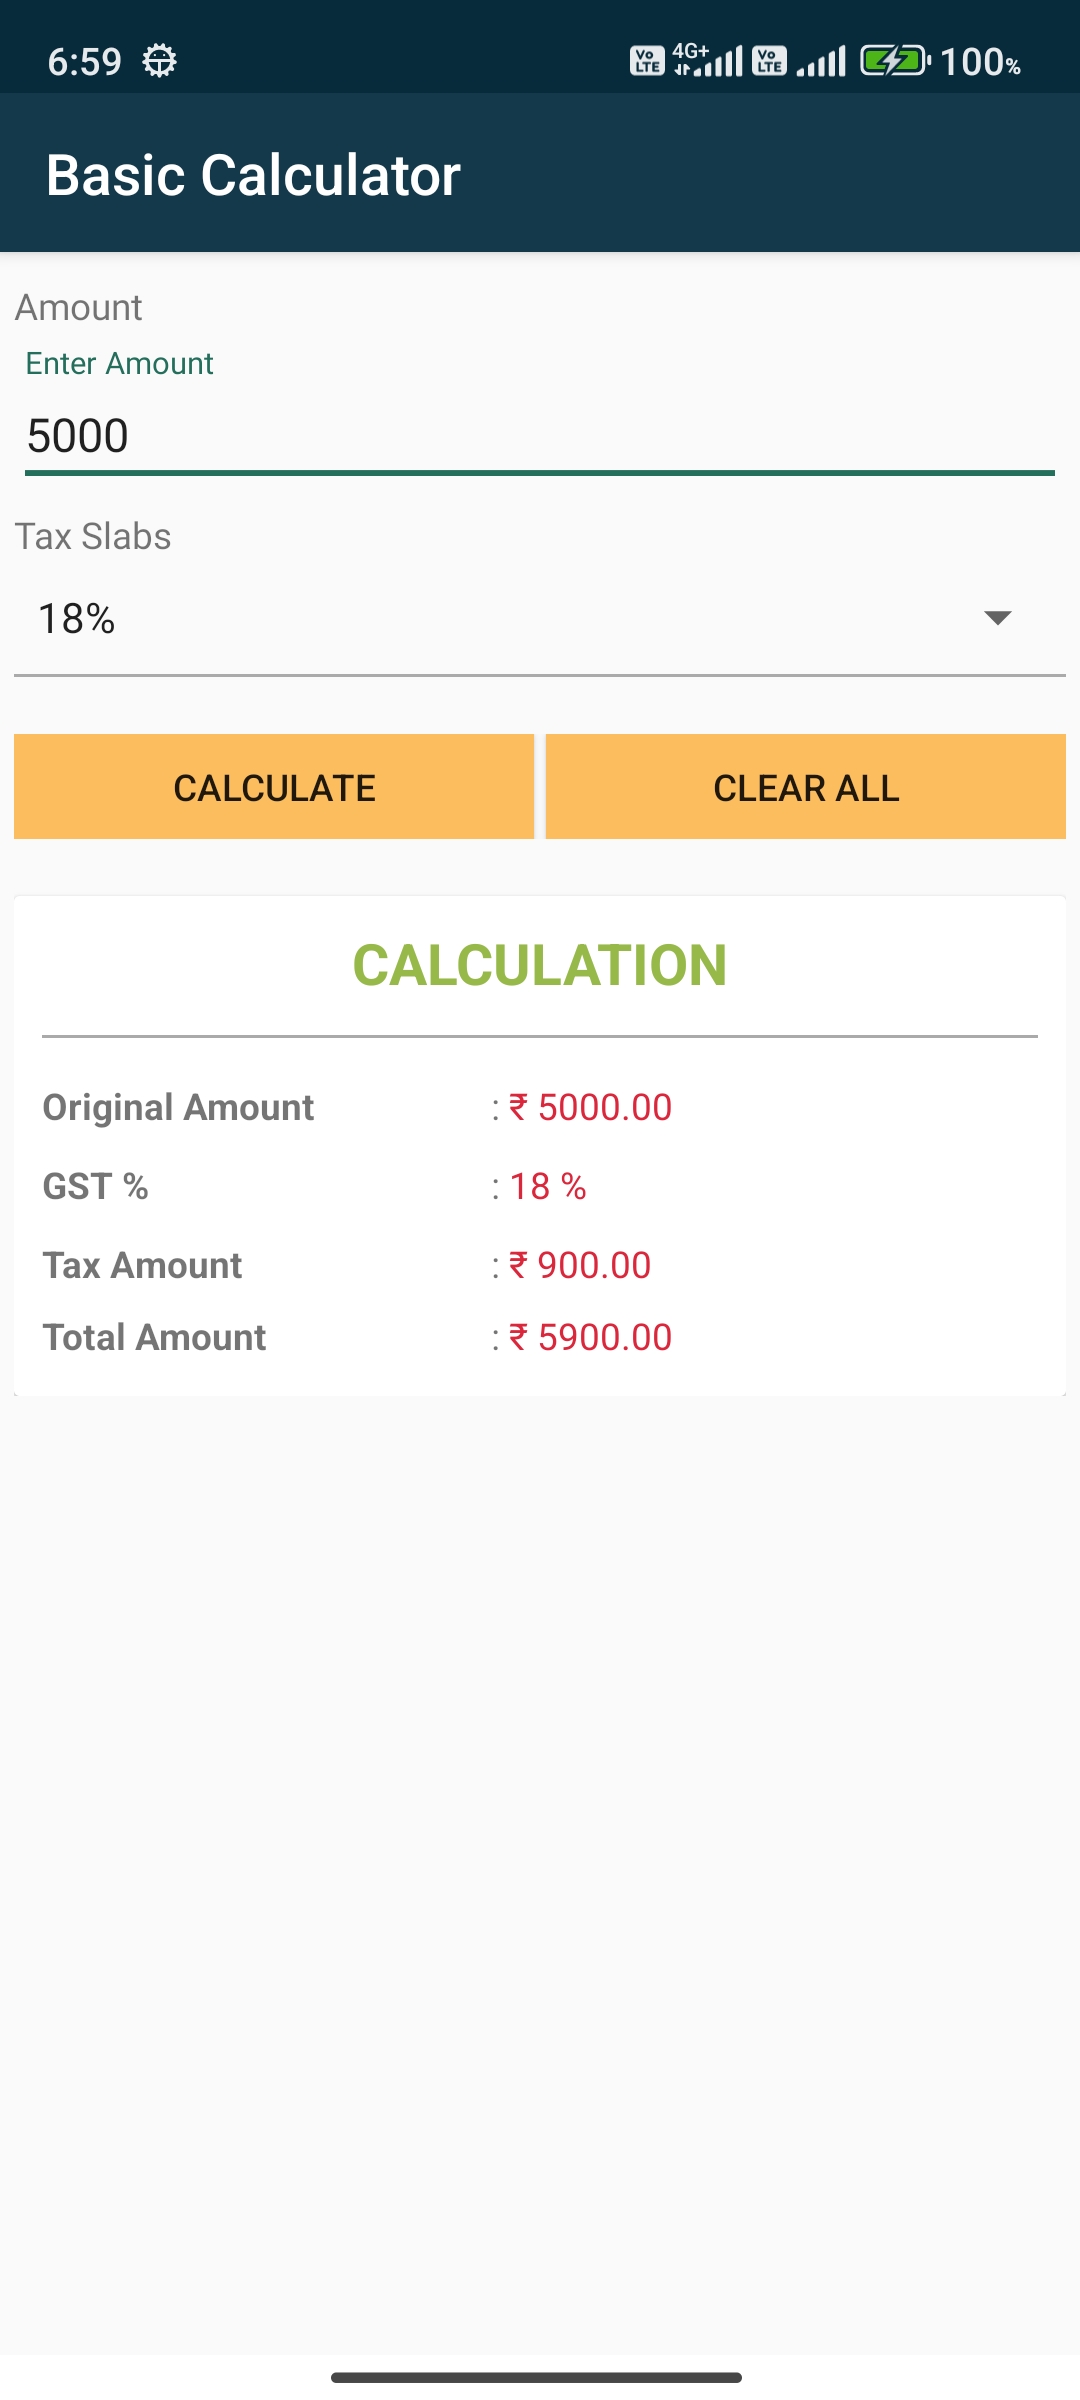 6:59 Vo LTE 4G+ Vo LTE 100%
Basic Calculator
Amount
Enter Amount
5000
Tax Slabs
18%
CALCULATE CLEAR ALL
CALCULATION
Original Amount : ₹ 5000.00
GST % : 18 %
Tax Amount : ₹ 900.00
Total Amount : ₹ 5900.00